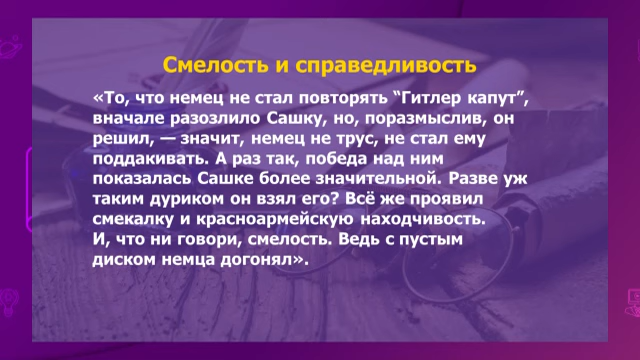 Смелость и справедливость
«То, что немец не стал повторять “Гитлер капут”,
вначале разозлило Сашку, но, поразмыслив, он
решил, — значит, немец не трус, не стал ему
поддакивать. А раз так, победа над ним
показалась Сашке более значительной. Разве уж
таким дуриком он взял его? Всё же проявил
смекалку и красноармейскую находчивость.
И, что ни говори, смелость. Ведь с пустым
диском немца догонял».